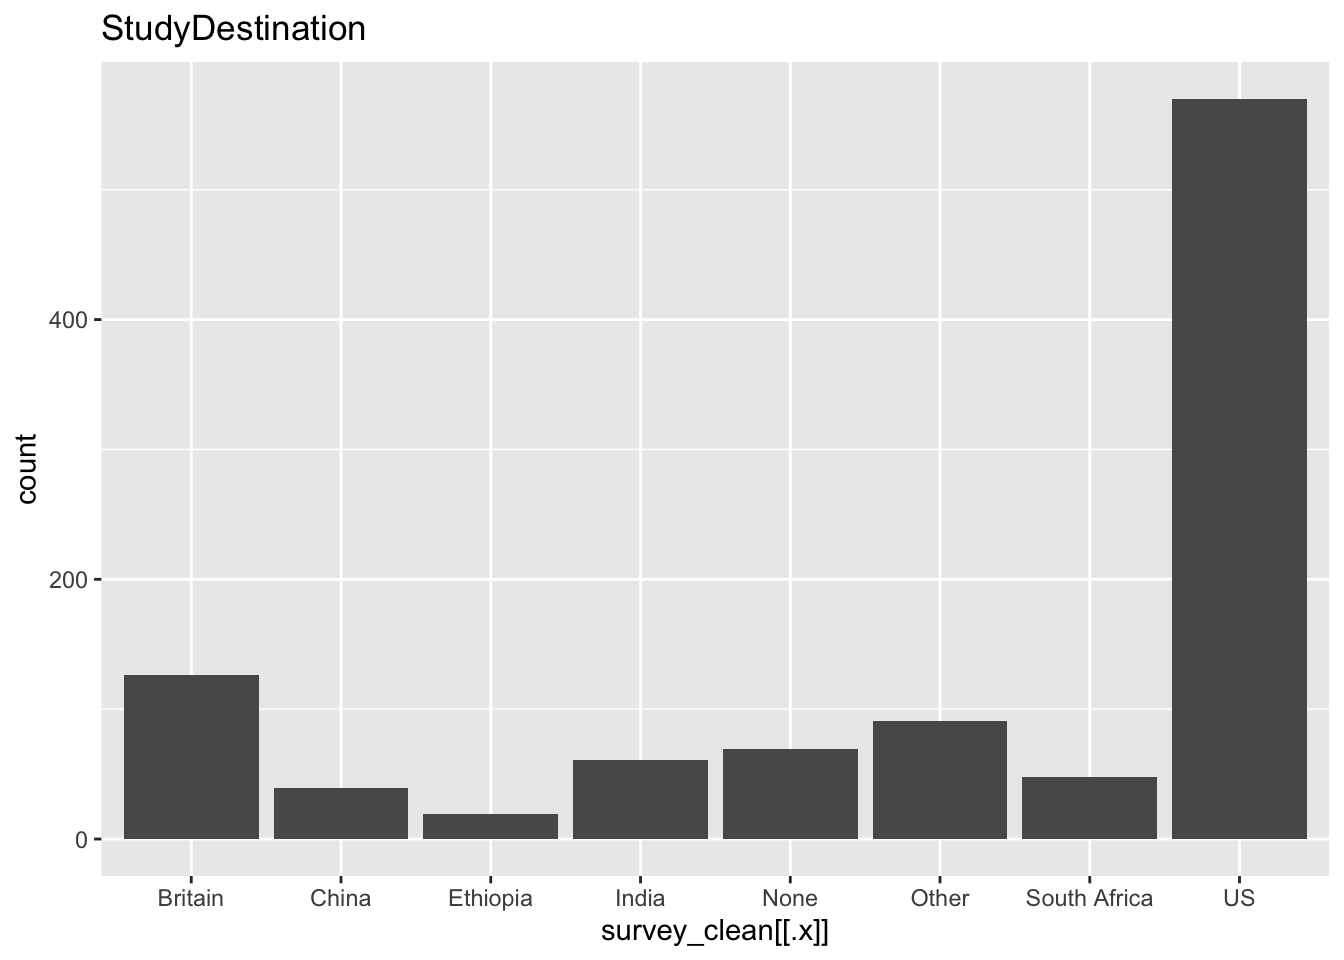 StudyDestination
count
400
200
0
Britain China Ethiopia India None Other South Africa US
survey_clean[[.x]]